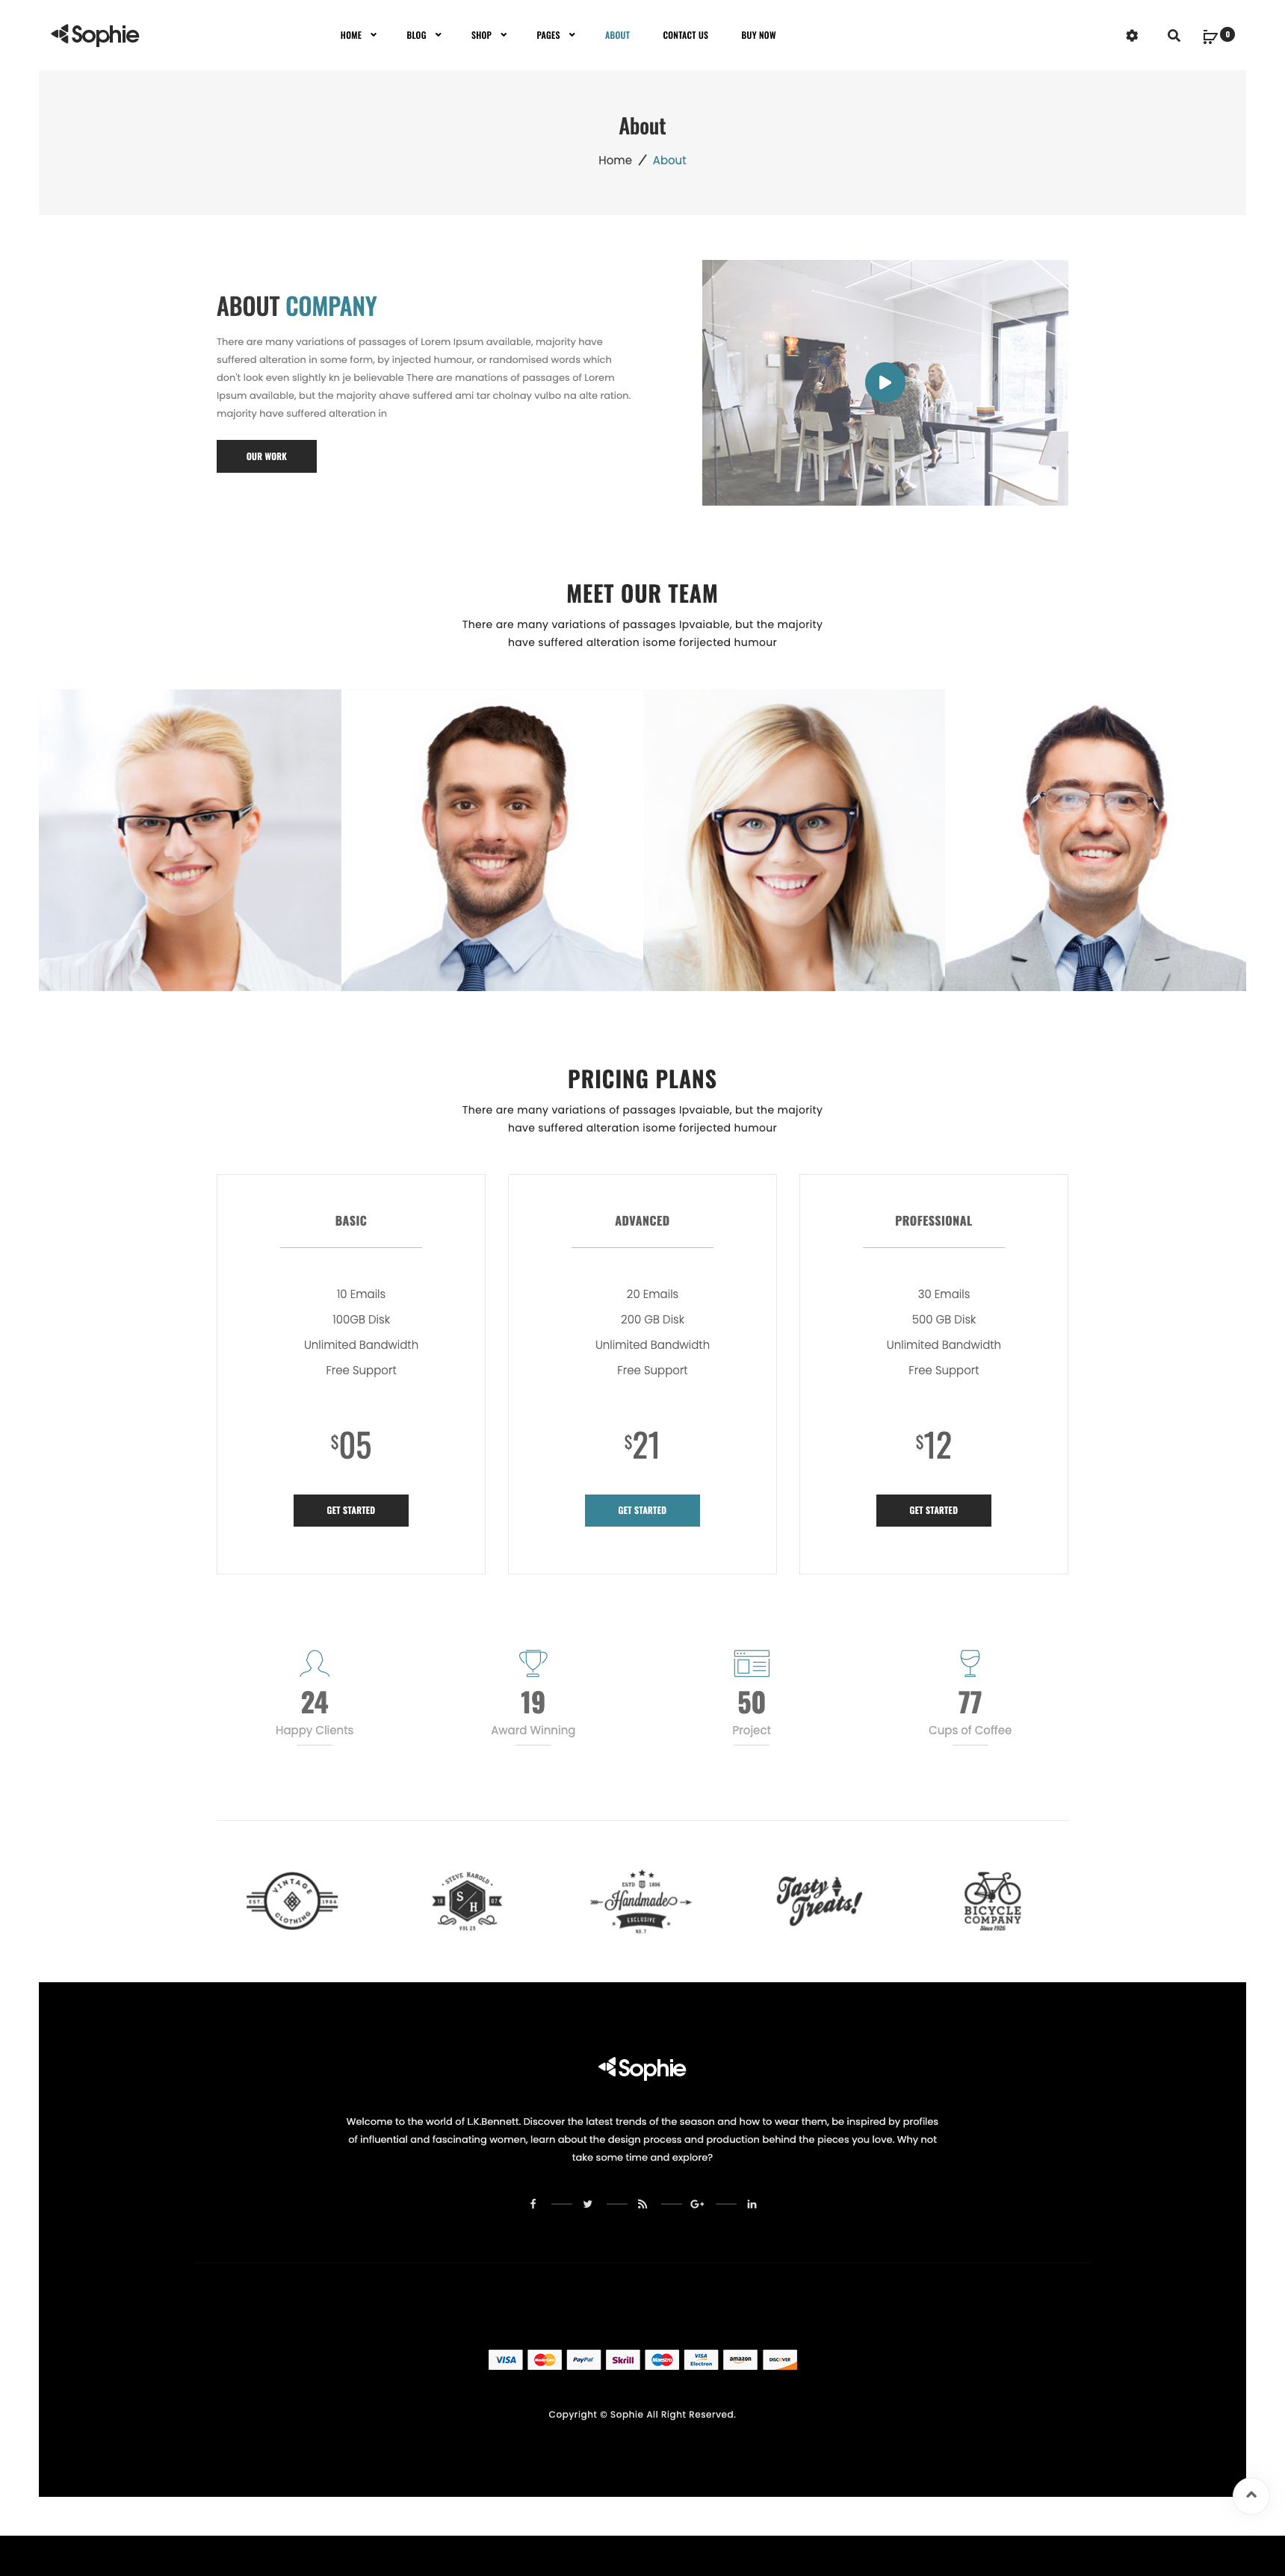 Sophie
HOME BLOG SHOP PAGES ABOUT CONTACT US BUY NOW
0
About
Home / About
ABOUT COMPANY
There are many variations of passages of Lorem Ipsum available, majority have
suffered alteration in some form, by injected humour, or randomised words which
don't look even slightly kn je believable There are manations of passages of Lorem
Ipsum available, but the majority ahave suffered ami tar cholnay vulbo na alte ration.
majority have suffered alteration in
OUR WORK
MEET OUR TEAM
There are many variations of passages Ipvaiable, but the majority
have suffered alteration isome forijected humour
PRICING PLANS
There are many variations of passages Ipvaiable, but the majority
have suffered alteration isome forijected humour
BASIC
10 Emails
100GB Disk
Unlimited Bandwidth
Free Support
$05
GET STARTED
ADVANCED
20 Emails
200 GB Disk
Unlimited Bandwidth
Free Support
$21
GET STARTED
PROFESSIONAL
30 Emails
500 GB Disk
Unlimited Bandwidth
Free Support
$12
GET STARTED
24
Happy Clients
19
Award Winning
50
Project
77
Cups of Coffee
VINTAGE
EST. 1984
CLOTHING
STEVE HAROLD
S H
VOL 25
ESTD 1886
Handmade
EXCLUSIVE
NO. 7
Tasty
Treats!
BICYCLE
COMPANY
Since 1926
Sophie
Welcome to the world of L.K.Bennett. Discover the latest trends of the season and how to wear them, be inspired by profiles
of influential and fascinating women, learn about the design process and production behind the pieces you love. Why not
take some time and explore?
VISA MasterCard PayPal Skrill Maestro VISA Electron amazon DISCOVER
Copyright © Sophie All Right Reserved.